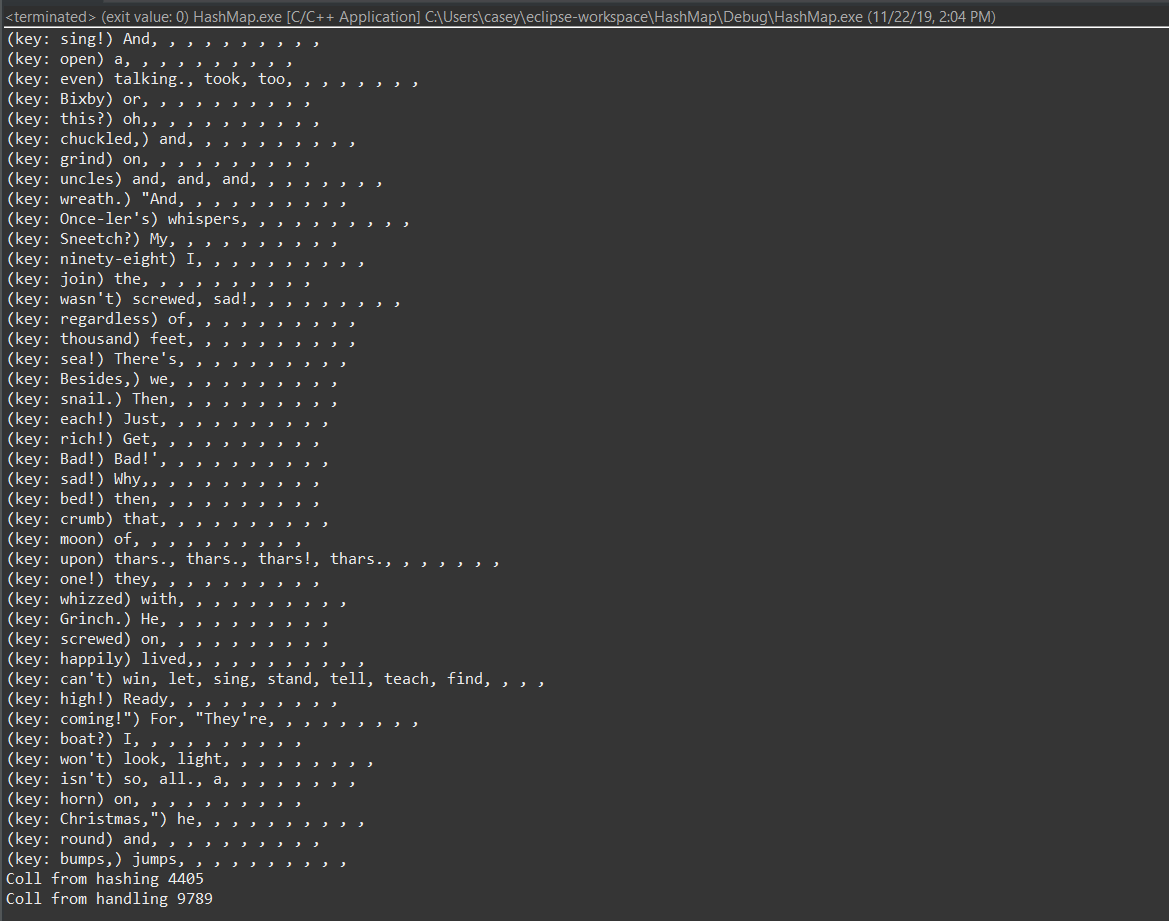 <terminated> (exit value: 0) HashMap.exe [C/C++ Application] C:\Users\casey\eclipse-workspace\HashMap\Debug\HashMap.exe (11/22/19, 2:04 PM)
(key: sing!) And, , , , , , , , , ,
(key: open) a, , , , , , , , , ,
(key: even) talking., took, too, , , , , , , ,
(key: Bixby) or, , , , , , , , , ,
(key: this?) oh,, , , , , , , , , ,
(key: chuckled,) and, , , , , , , , , ,
(key: grind) on, , , , , , , , , ,
(key: uncles) and, and, and, , , , , , , ,
(key: wreath.) "And, , , , , , , , , ,
(key: Once-ler's) whispers, , , , , , , , , ,
(key: Sneetch?) My, , , , , , , , , ,
(key: ninety-eight) I, , , , , , , , , ,
(key: join) the, , , , , , , , , ,
(key: wasn't) screwed, sad!, , , , , , , , ,
(key: regardless) of, , , , , , , , , ,
(key: thousand) feet, , , , , , , , , ,
(key: sea!) There's, , , , , , , , , ,
(key: Besides,) we, , , , , , , , , ,
(key: snail.) Then, , , , , , , , , ,
(key: each!) Just, , , , , , , , , ,
(key: rich!) Get, , , , , , , , , ,
(key: Bad!) Bad!', , , , , , , , , ,
(key: sad!) Why,, , , , , , , , , ,
(key: bed!) then, , , , , , , , , ,
(key: crumb) that, , , , , , , , , ,
(key: moon) of, , , , , , , , , ,
(key: upon) thars., thars., thars!, thars., , , , , , ,
(key: one!) they, , , , , , , , , ,
(key: whizzed) with, , , , , , , , , ,
(key: Grinch.) He, , , , , , , , , ,
(key: screwed) on, , , , , , , , , ,
(key: happily) lived,, , , , , , , , , ,
(key: can't) win, let, sing, stand, tell, teach, find, , , ,
(key: high!) Ready, , , , , , , , , ,
(key: coming!") For, "They're, , , , , , , , ,
(key: boat?) I, , , , , , , , , ,
(key: won't) look, light, , , , , , , , ,
(key: isn't) so, all., a, , , , , , , ,
(key: horn) on, , , , , , , , , ,
(key: Christmas,") he, , , , , , , , , ,
(key: round) and, , , , , , , , , ,
(key: bumps,) jumps, , , , , , , , , ,
Coll from hashing 4405
Coll from handling 9789